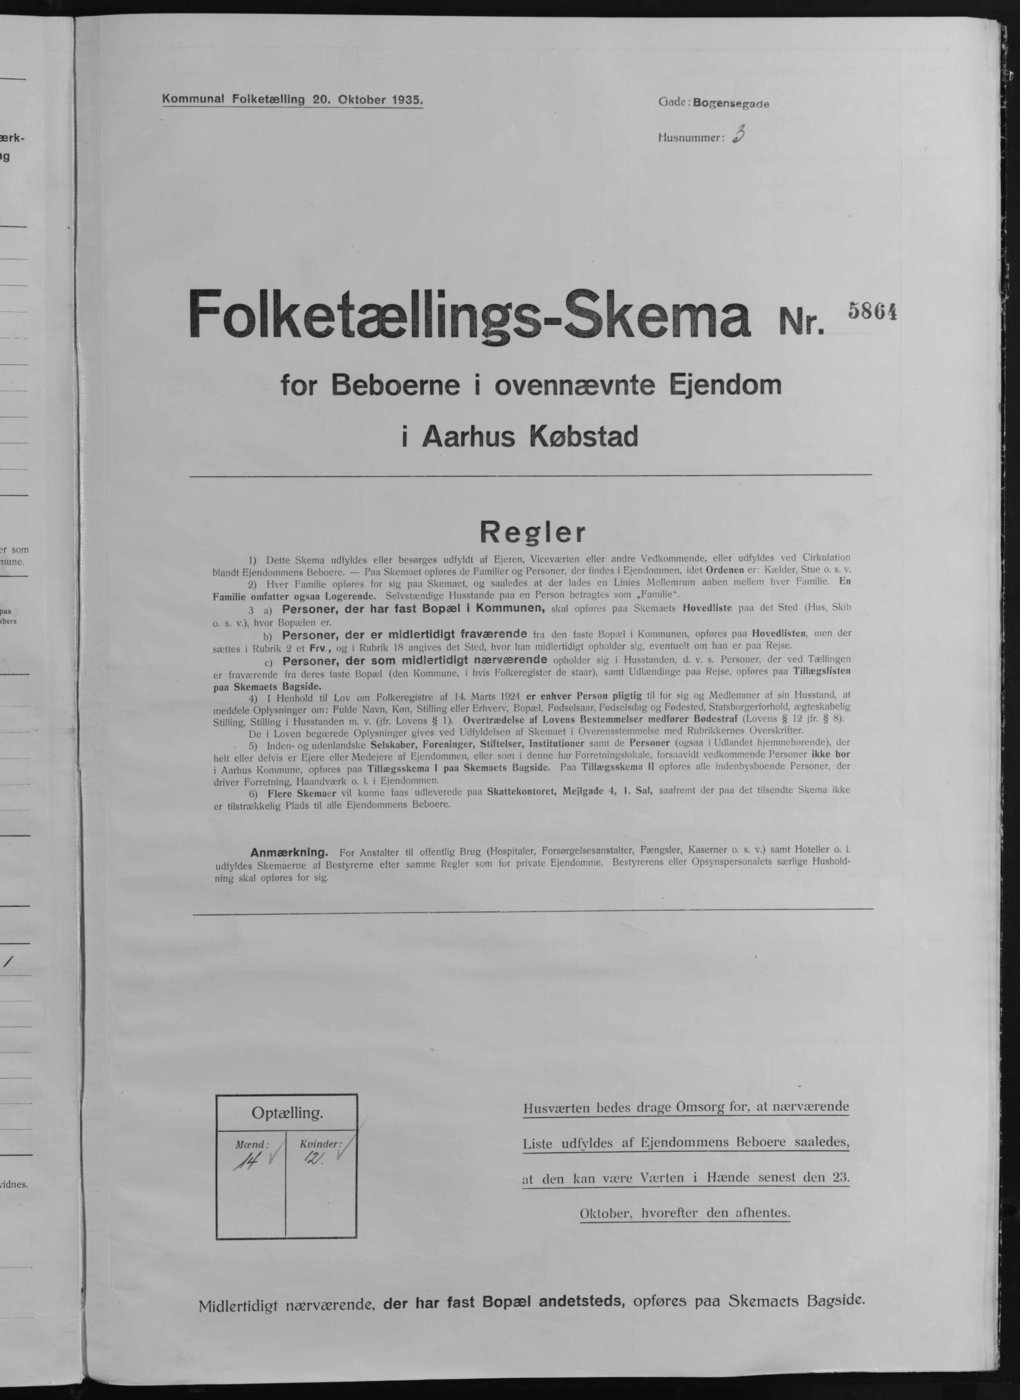 ærk-
g
er som
mune.
paa
bers
/
vidnes.
Kommunal Folketælling 20. Oktober 1935.
Gade: Bogensegade
Husnummer: 3
Folketællings-Skema Nr. 5864
for Beboerne i ovennævnte Ejendom
i Aarhus Købstad
Regler
1) Dette Skema udfyldes eller besørges udfyldt af Ejeren, Viceværten eller andre Vedkommende, eller udfyldes ved Cirkulation
blandt Ejendommens Beboere. — Paa Skemaet opføres de Familier og Personer, der findes i Ejendommen, idet Ordenen er: Kælder, Stue o. s. v.
2) Hver Familie opføres for sig paa Skemaet, og saaledes at der lades en Linies Mellemrum aaben mellem hver Familie. En
Familie omfatter ogsaa Logerende. Selvstændige Husstande paa en Person betragtes som „Familie“.
3 a) Personer, der har fast Bopæl i Kommunen, skal opføres paa Skemaets Hovedliste paa det Sted (Hus, Skib
o. s. v.), hvor Bopælen er.
b) Personer, der er midlertidigt fraværende fra den faste Bopæl i Kommunen, opføres paa Hovedlisten, men der
sættes i Rubrik 2 et Frv., og i Rubrik 18 angives det Sted, hvor han midlertidigt opholder sig, eventuelt om han er paa Rejse.
c) Personer, der som midlertidigt nærværende opholder sig i Husstanden, d. v. s. Personer, der ved Tællingen
er fraværende fra deres faste Bopæl (den Kommune, i hvis Folkeregister de staar), samt Udlændinge paa Rejse, opføres paa Tillægslisten
paa Skemaets Bagside.
4) I Henhold til Lov om Folkeregistre af 14. Marts 1924 er enhver Person pligtig til for sig og Medlemmer af sin Husstand, at
meddele Oplysninger om: Fulde Navn, Køn, Stilling eller Erhverv, Bopæl, Fødselsaar, Fødselsdag og Fødested, Statsborgerforhold, ægteskabelig
Stilling, Stilling i Husstanden m. v. (jfr. Lovens § 1). Overtrædelse af Lovens Bestemmelser medfører Bødestraf (Lovens § 12 jfr. § 8).
De i Loven begærede Oplysninger gives ved Udfyldelsen af Skemaet i Overensstemmelse med Rubrikkernes Overskrifter.
5) Inden- og udenlandske Selskaber, Foreninger, Stiftelser, Institutioner samt de Personer (ogsaa i Udlandet hjemmehørende), der
helt eller delvis er Ejere eller Medejere af Ejendommen, eller som i denne har Forretningslokale, forsaavidt vedkommende Personer ikke bor
i Aarhus Kommune, opføres paa Tillægsskema I paa Skemaets Bagside. Paa Tillægsskema II opføres alle indenbysboende Personer, der
driver Forretning, Haandværk o. l. i Ejendommen.
6) Flere Skemaer vil kunne faas udleverede paa Skattekontoret, Mejlgade 4, 1. Sal, saafremt der paa det tilsendte Skema ikke
er tilstrækkelig Plads til alle Ejendommens Beboere.
Anmærkning. For Anstalter til offentlig Brug (Hospitaler, Forsørgelsesanstalter, Fængsler, Kaserner o. s. v.) samt Hoteller o. l.
udfyldes Skemaerne af Bestyrerne efter samme Regler som for private Ejendomme. Bestyrerens eller Opsynspersonalets særlige Hushold-
ning skal opføres for sig.
Optælling.
Mænd: Kvinder:
14 12
Husværten bedes drage Omsorg for, at nærværende
Liste udfyldes af Ejendommens Beboere saaledes,
at den kan være Værten i Hænde senest den 23.
Oktober, hvorefter den afhentes.
Midlertidigt nærværende, der har fast Bopæl andetsteds, opføres paa Skemaets Bagside.